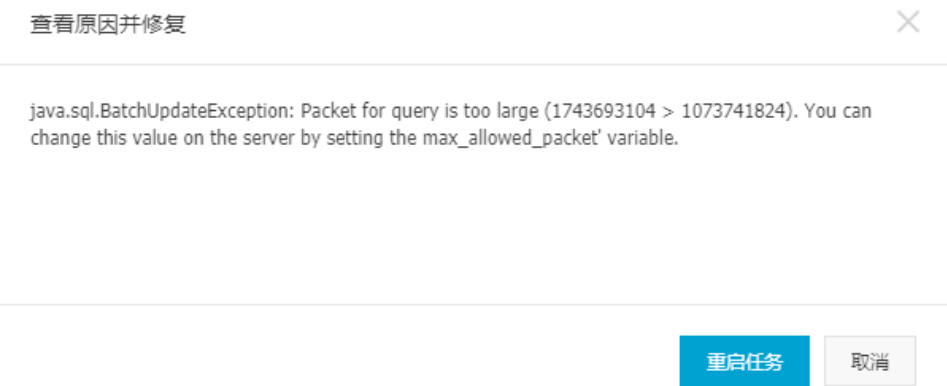 查看原因并修复
java.sql.BatchUpdateException: Packet for query is too large (1743693104 > 1073741824). You can
change this value on the server by setting the max_allowed_packet' variable.
重启任务 取消